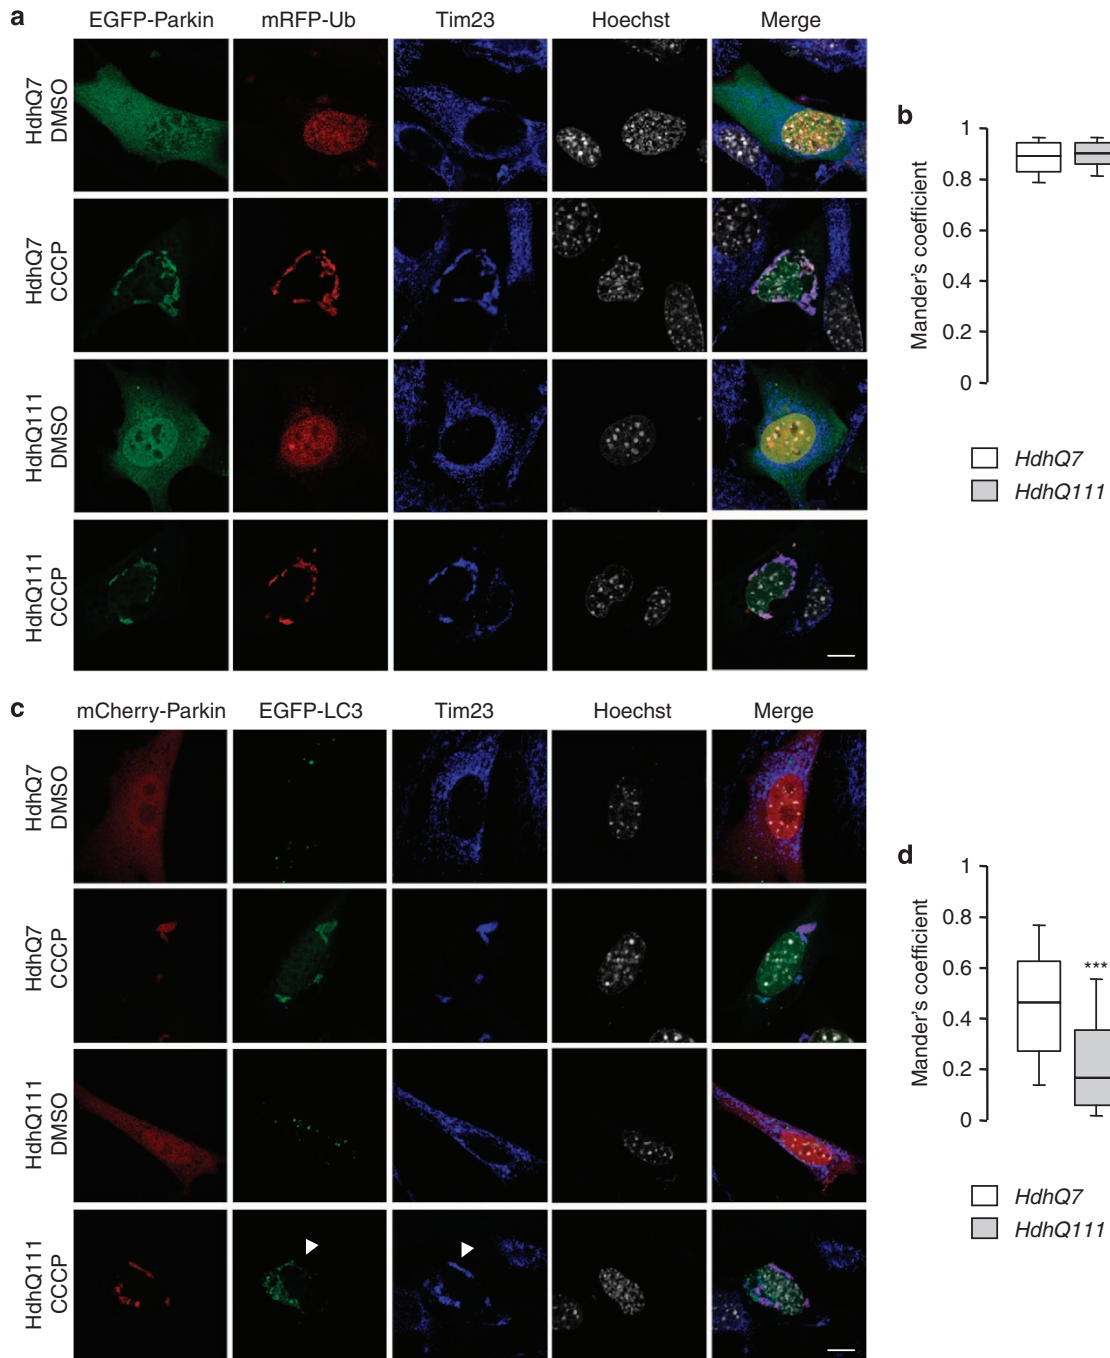 a
EGFP-Parkin mRFP-Ub Tim23 Hoechst Merge
HdhQ7
DMSO
HdhQ7
CCCP
HdhQ111
DMSO
HdhQ111
CCCP
b
Mander's coefficient
1
0.8
0.6
0.4
0.2
0
HdhQ7
HdhQ111
c
mCherry-Parkin EGFP-LC3 Tim23 Hoechst Merge
HdhQ7
DMSO
HdhQ7
CCCP
HdhQ111
DMSO
HdhQ111
CCCP
d
Mander's coefficient
1
0.8
0.6
0.4
0.2
0
***
HdhQ7
HdhQ111